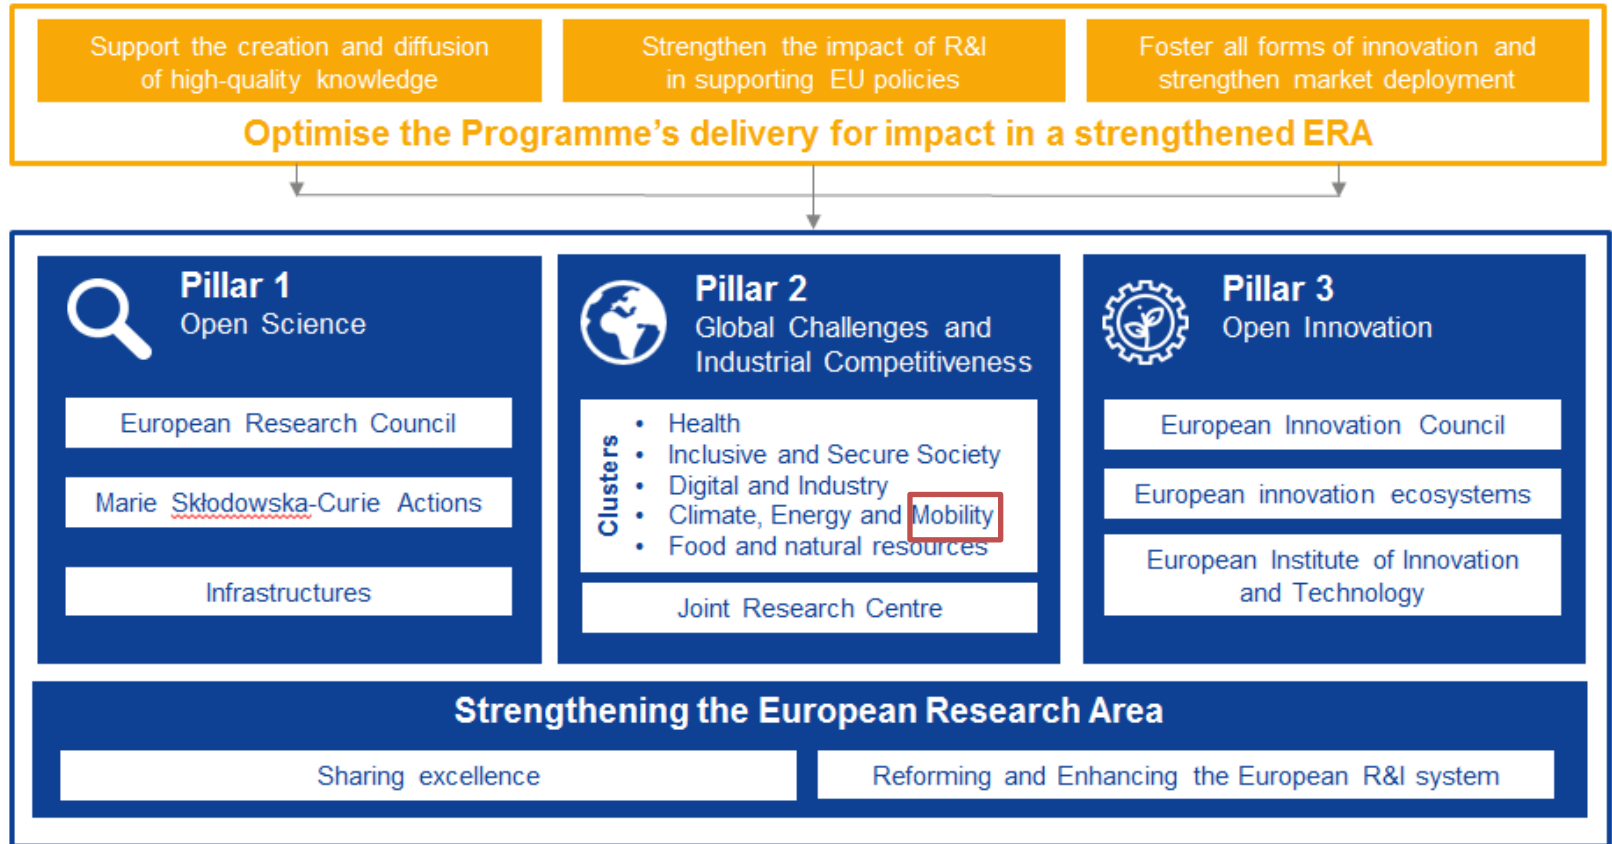 Support the creation and diffusion
of high-quality knowledge
Strengthen the impact of R&I
in supporting EU policies
Foster all forms of innovation and
strengthen market deployment
Optimise the Programme's delivery for impact in a strengthened ERA
Pillar 1
Open Science
European Research Council
Marie Skłodowska-Curie Actions
Infrastructures
Pillar 2
Global Challenges and
Industrial Competitiveness
Clusters
• Health
• Inclusive and Secure Society
• Digital and Industry
• Climate, Energy and Mobility
• Food and natural resources
Joint Research Centre
Pillar 3
Open Innovation
European Innovation Council
European innovation ecosystems
European Institute of Innovation
and Technology
Strengthening the European Research Area
Sharing excellence
Reforming and Enhancing the European R&I system